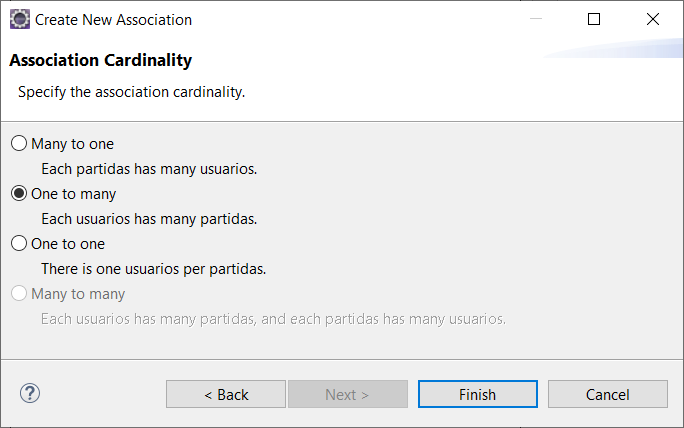 Create New Association
Association Cardinality
Specify the association cardinality.
Many to one
Each partidas has many usuarios.
One to many
Each usuarios has many partidas.
One to one
There is one usuarios per partidas.
Many to many
Each usuarios has many partidas, and each partidas has many usuarios.
? < Back Next > Finish Cancel